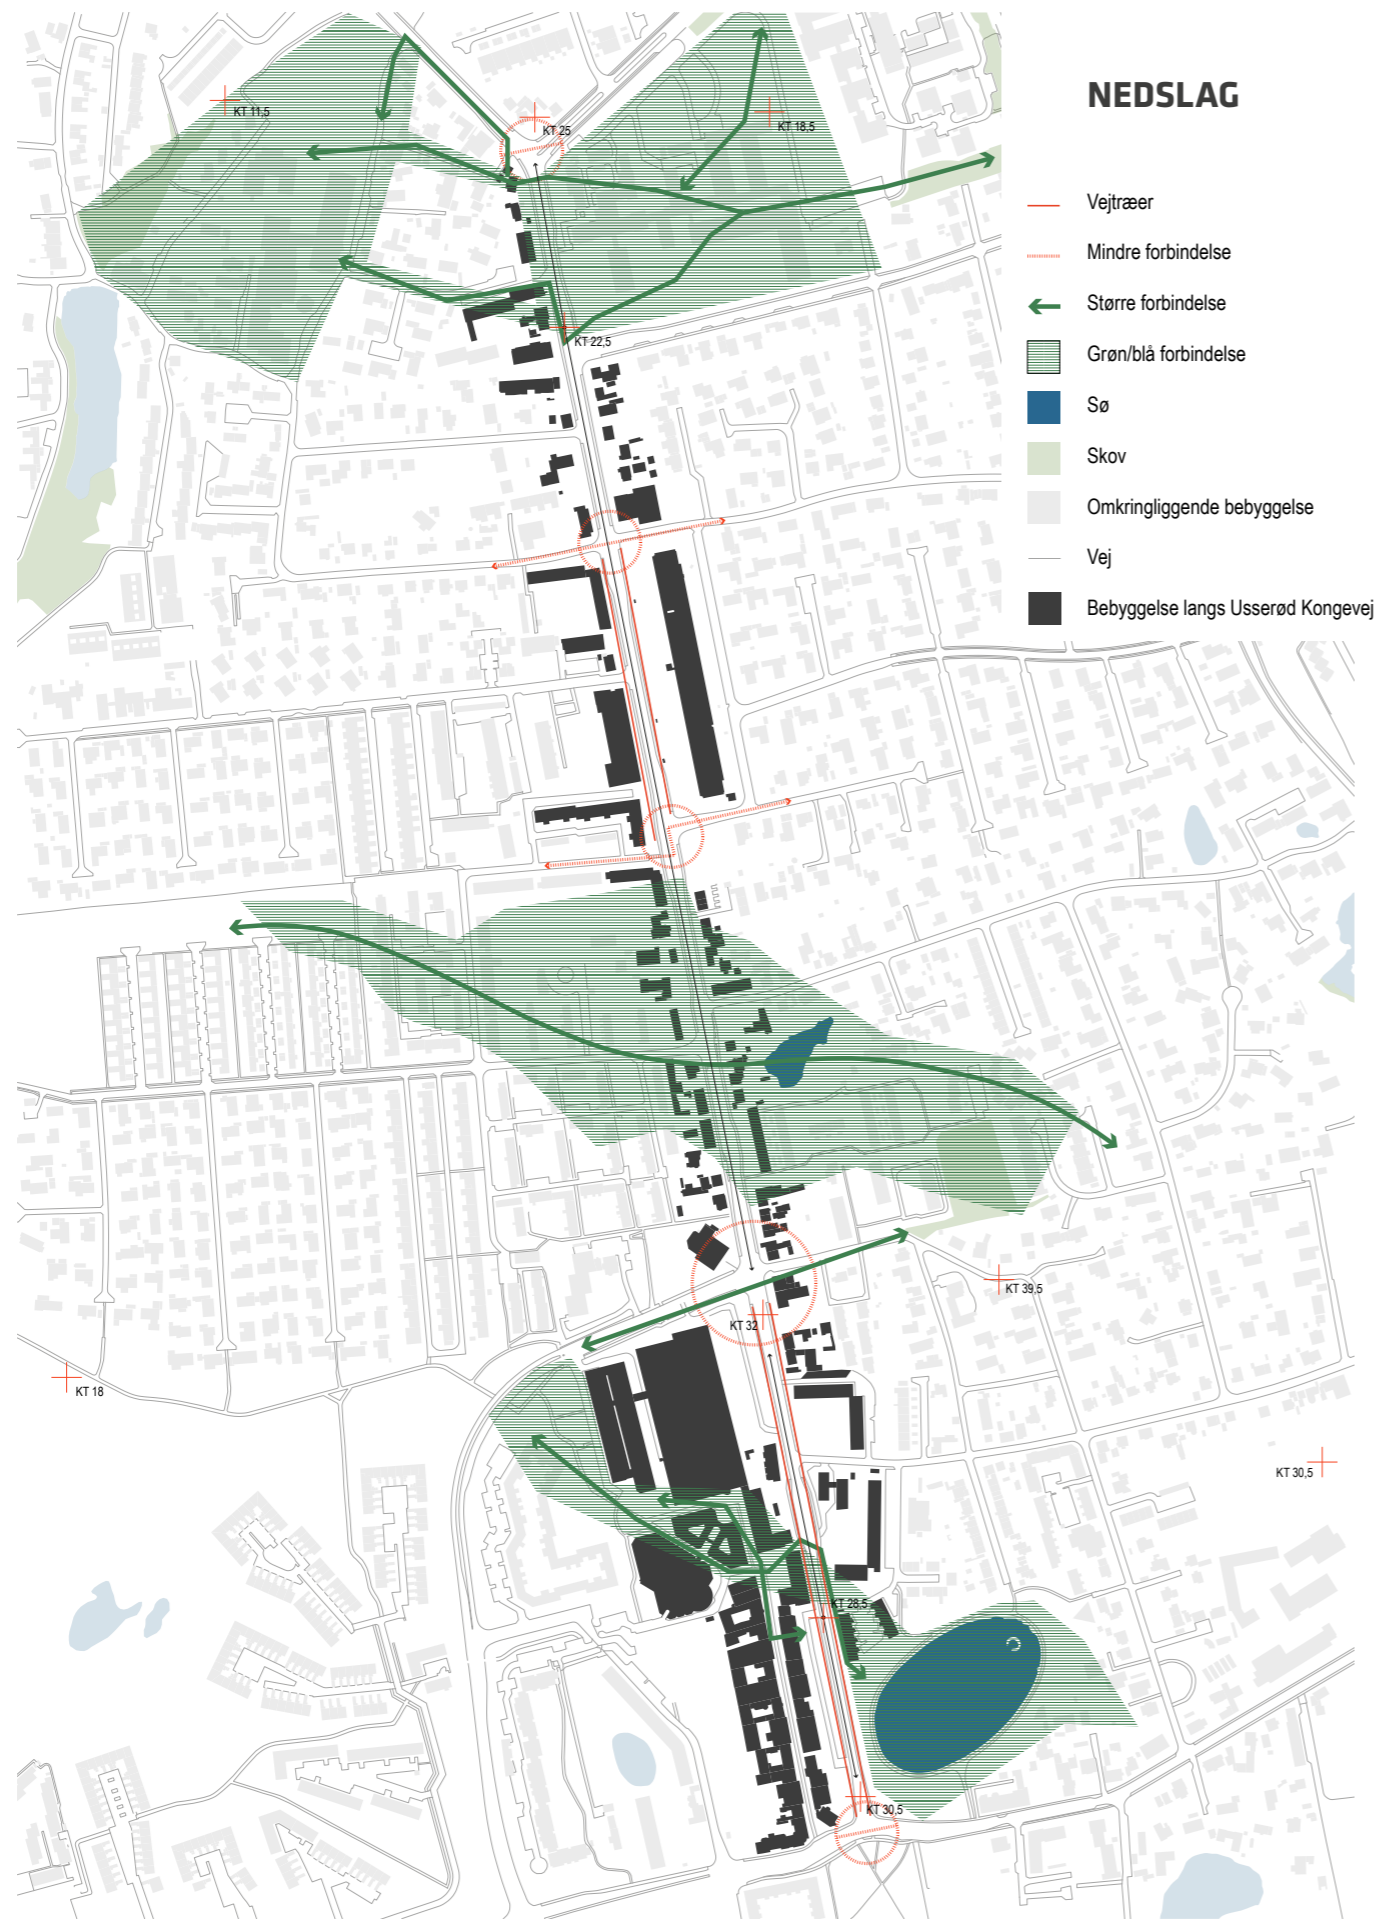 NEDSLAG
Vejtræer
Mindre forbindelse
Større forbindelse
Grøn/blå forbindelse
Sø
Skov
Omkringliggende bebyggelse
Vej
Bebyggelse langs Usserød Kongevej
KT 11,5
KT 25
KT 18,5
KT 22,5
KT 39,5
KT 32
KT 18
KT 30,5
KT 28,5
KT 30,5